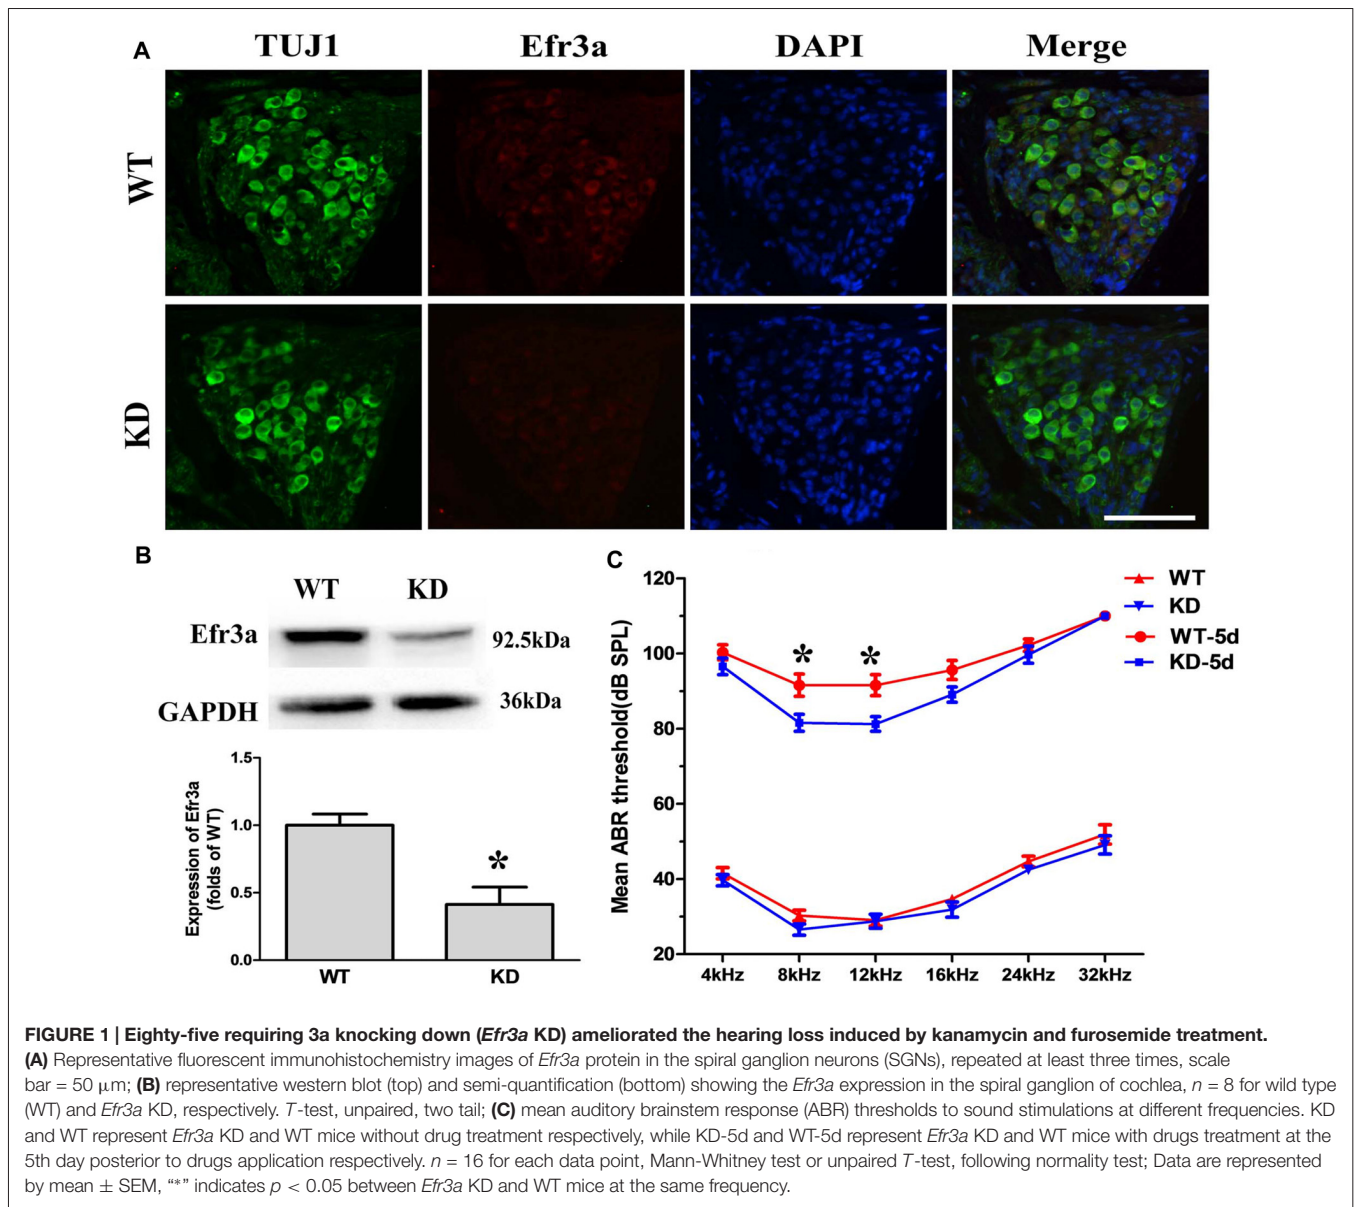 A
TUJ1
Efr3a
DAPI
Merge
WT
KD
B
WT
KD
Efr3a
92.5kDa
GAPDH
36kDa
Expression of Efr3a
(folds of WT)
1.5
1.0
0.5
0.0
*
WT
KD
C
Mean ABR threshold(dB SPL)
120
100
80
60
40
20
*
*
4kHz
8kHz
12kHz
16kHz
24kHz
32kHz
WT
KD
WT-5d
KD-5d
FIGURE 1 | Eighty-five requiring 3a knocking down (Efr3a KD) ameliorated the hearing loss induced by kanamycin and furosemide treatment.
(A) Representative fluorescent immunohistochemistry images of Efr3a protein in the spiral ganglion neurons (SGNs), repeated at least three times, scale
bar = 50 μm; (B) representative western blot (top) and semi-quantification (bottom) showing the Efr3a expression in the spiral ganglion of cochlea, n = 8 for wild type
(WT) and Efr3a KD, respectively. T-test, unpaired, two tail; (C) mean auditory brainstem response (ABR) thresholds to sound stimulations at different frequencies. KD
and WT represent Efr3a KD and WT mice without drug treatment respectively, while KD-5d and WT-5d represent Efr3a KD and WT mice with drugs treatment at the
5th day posterior to drugs application respectively. n = 16 for each data point, Mann-Whitney test or unpaired T-test, following normality test; Data are represented
by mean ± SEM, “*” indicates p < 0.05 between Efr3a KD and WT mice at the same frequency.